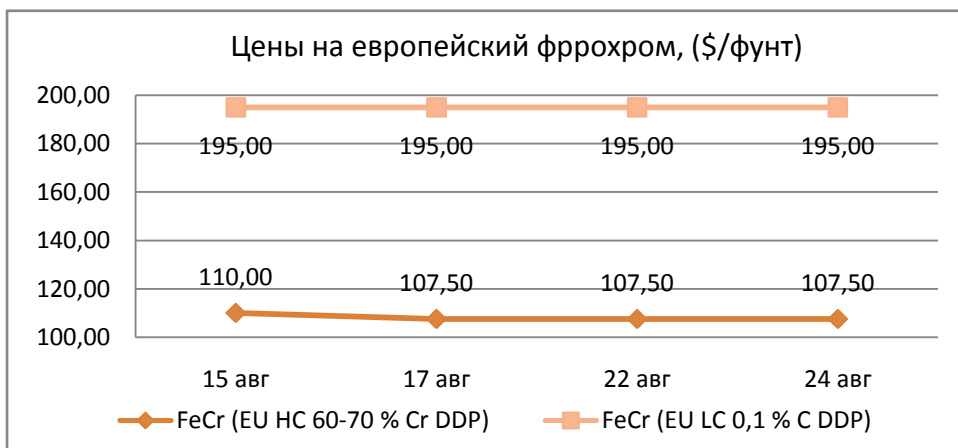 Цены на европейский фррохром, ($/фунт)
200,00
180,00
160,00
140,00
120,00
100,00
195,00 195,00 195,00 195,00
110,00 107,50 107,50 107,50
15 авг 17 авг 22 авг 24 авг
FeCr (EU HC 60-70 % Cr DDP) FeCr (EU LC 0,1 % C DDP)